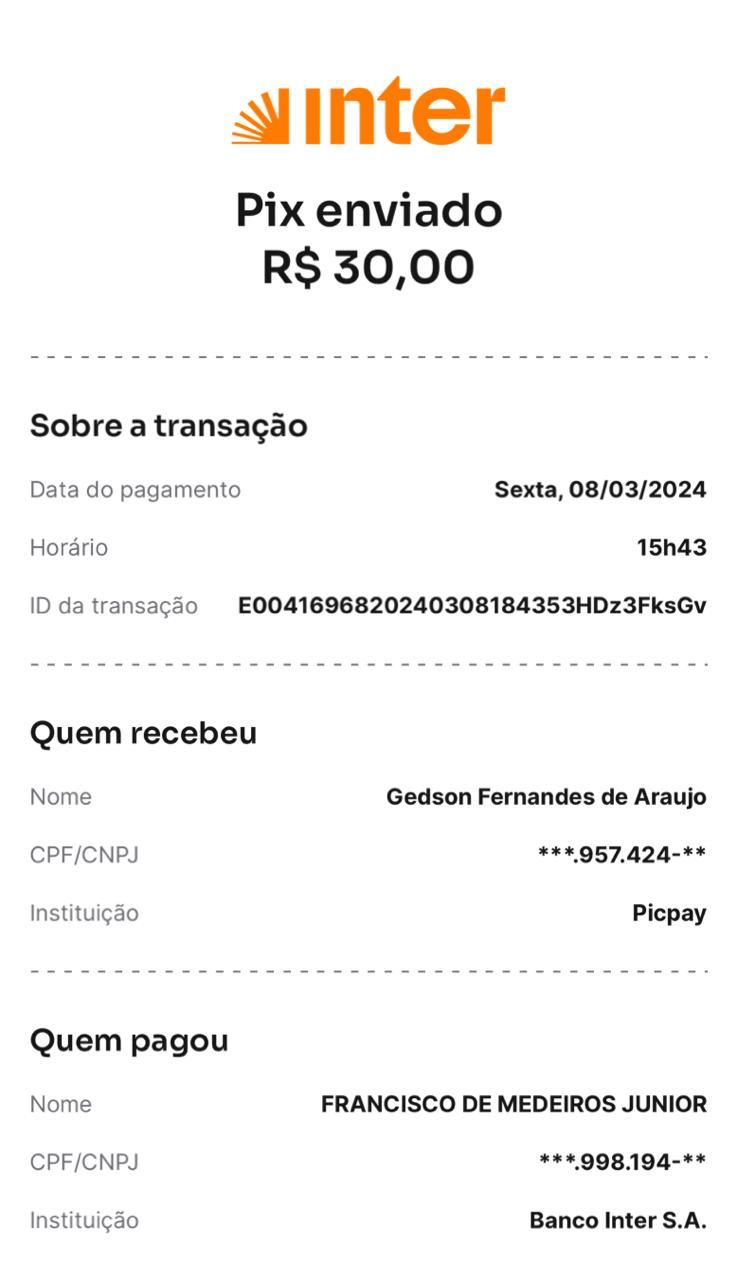 inter
Pix enviado
R$ 30,00
Sobre a transação
Data do pagamento Sexta, 08/03/2024
Horário 15h43
ID da transação E0041696820240308184353HDz3FksGv
Quem recebeu
Nome Gedson Fernandes de Araujo
CPF/CNPJ ***.957.424-**
Instituição Picpay
Quem pagou
Nome FRANCISCO DE MEDEIROS JUNIOR
CPF/CNPJ ***.998.194-**
Instituição Banco Inter S.A.